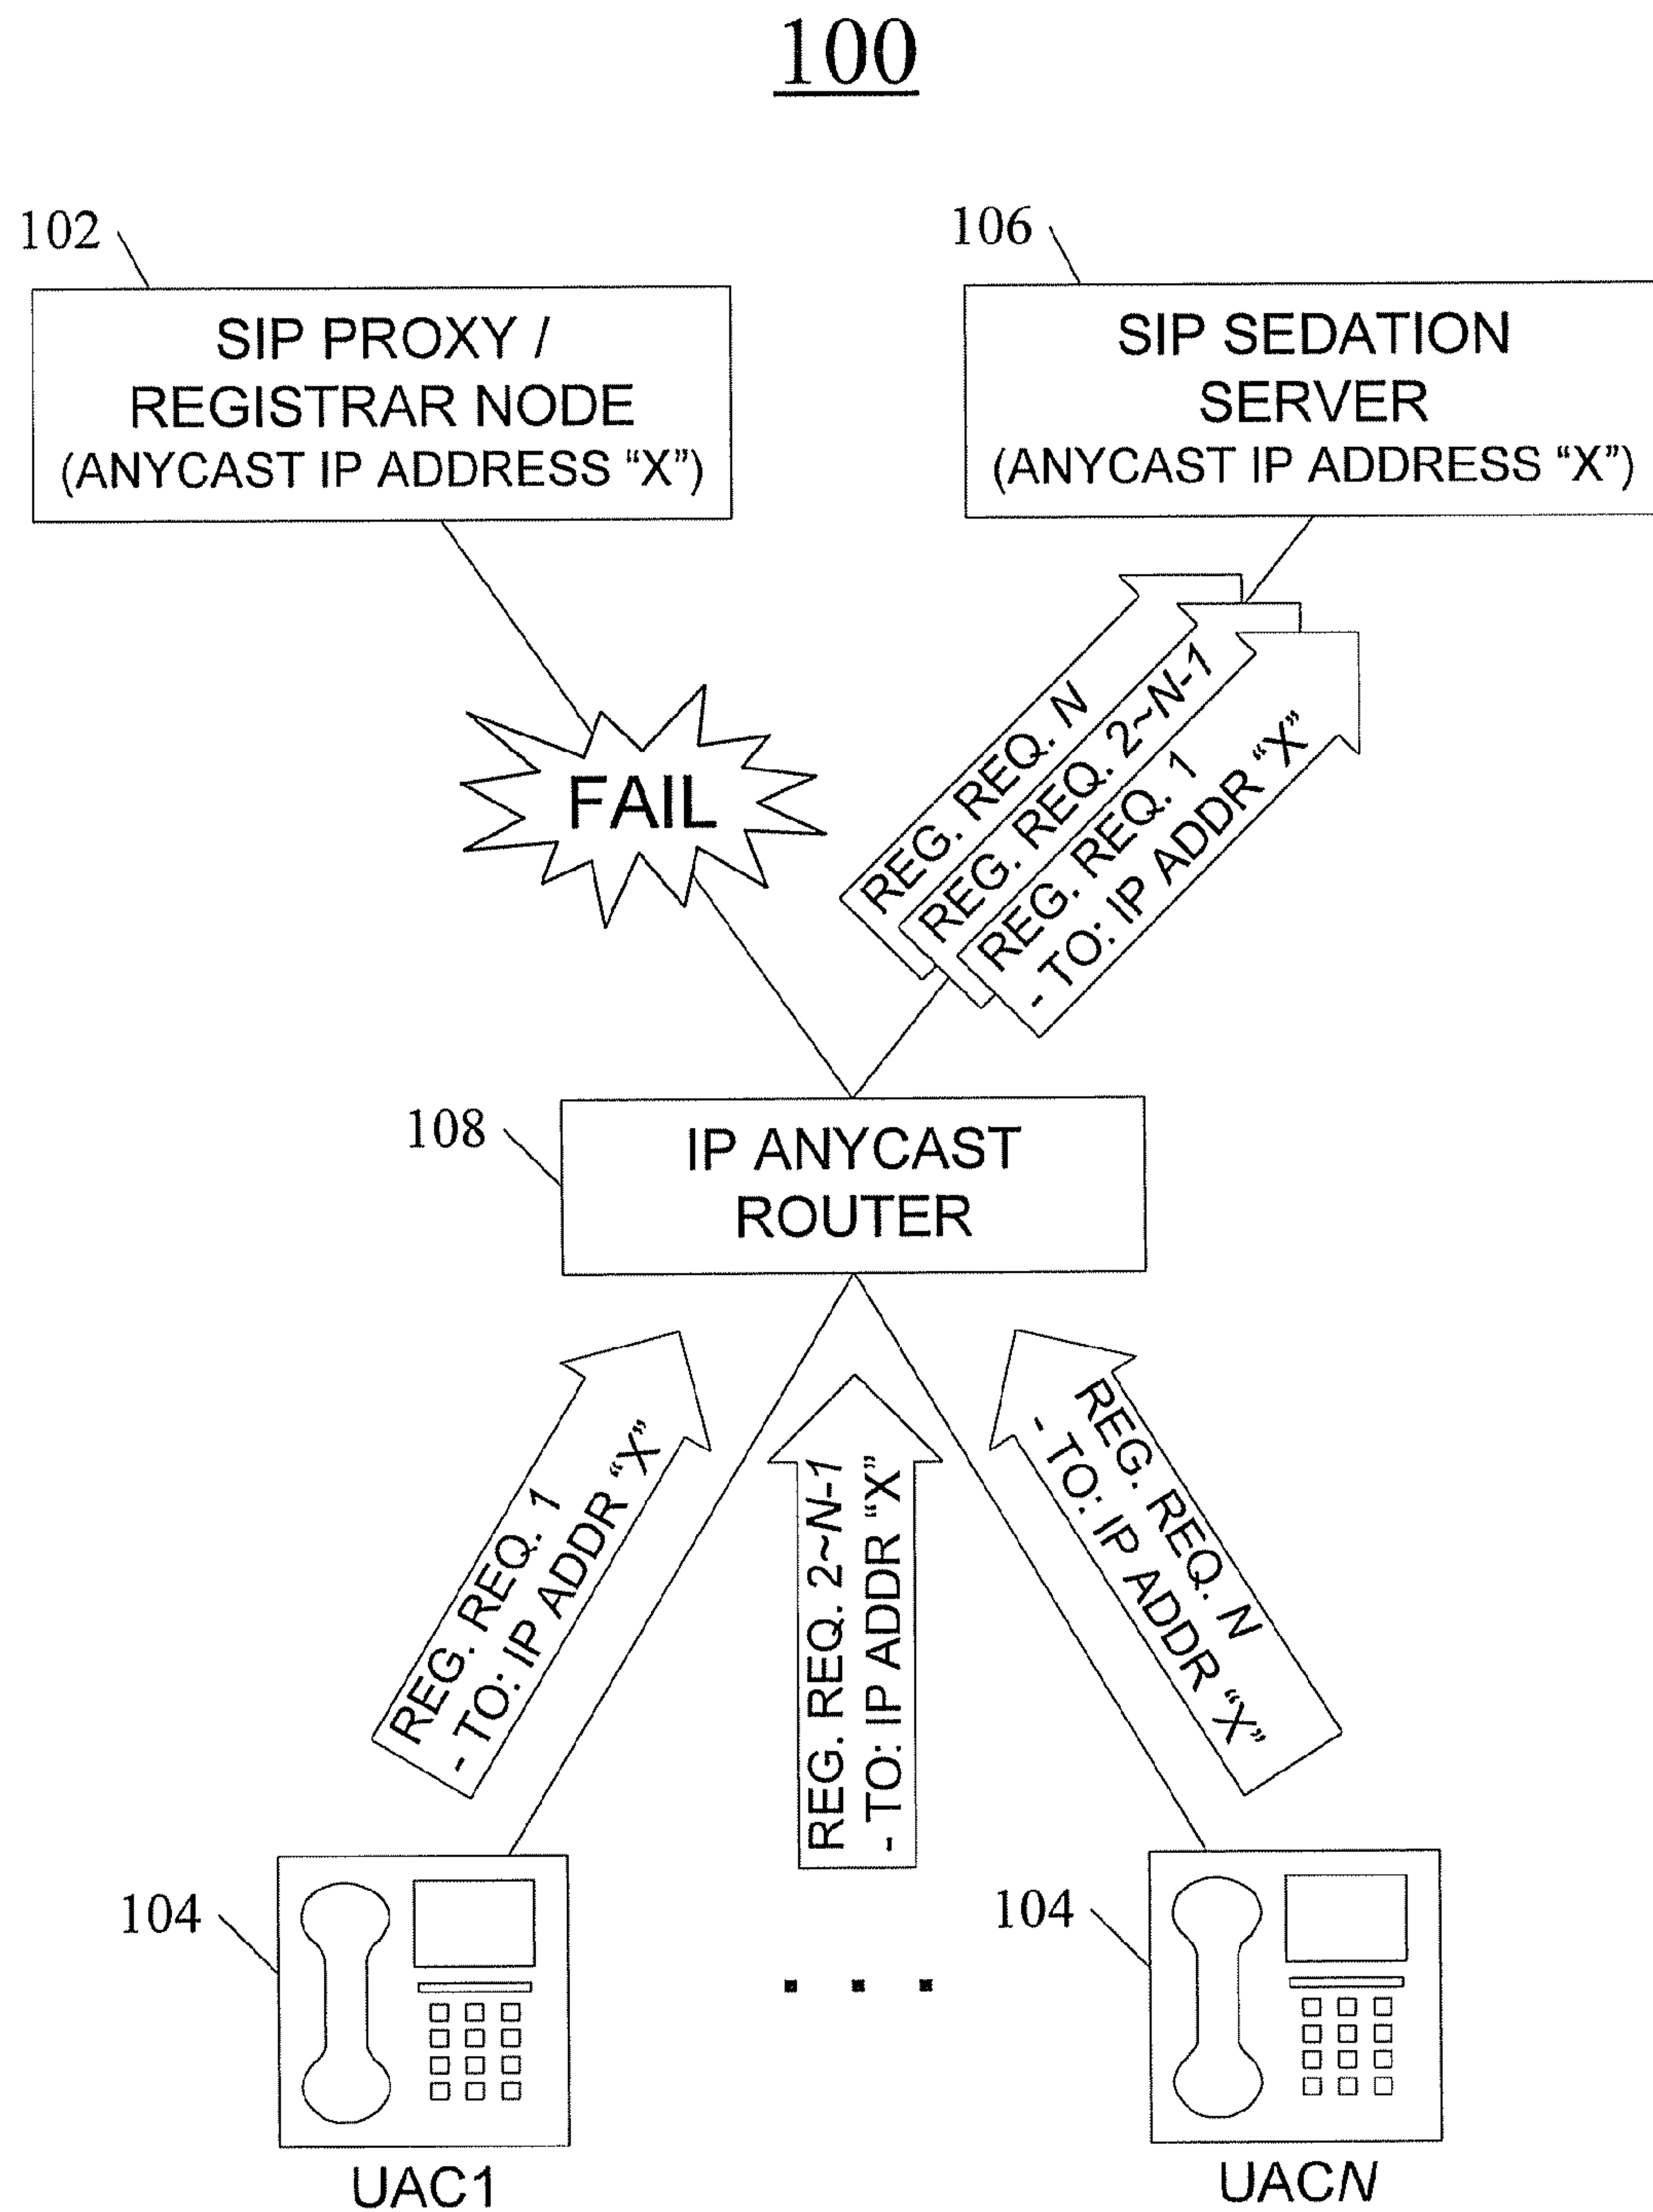 100
102
SIP PROXY /
REGISTRAR NODE
(ANYCAST IP ADDRESS “X”)
106
SIP SEDATION
SERVER
(ANYCAST IP ADDRESS “X”)
FAIL
REG. REQ. N
REG. REQ. 2~N-1
REG. REQ. 1
- TO: IP ADDR “X”
108
IP ANYCAST
ROUTER
REG. REQ. 1
- TO: IP ADDR “X”
REG. REQ. 2~N-1
- TO: IP ADDR “X”
REG. REQ. N
- TO: IP ADDR “X”
104
UAC1
. . .
104
UACN